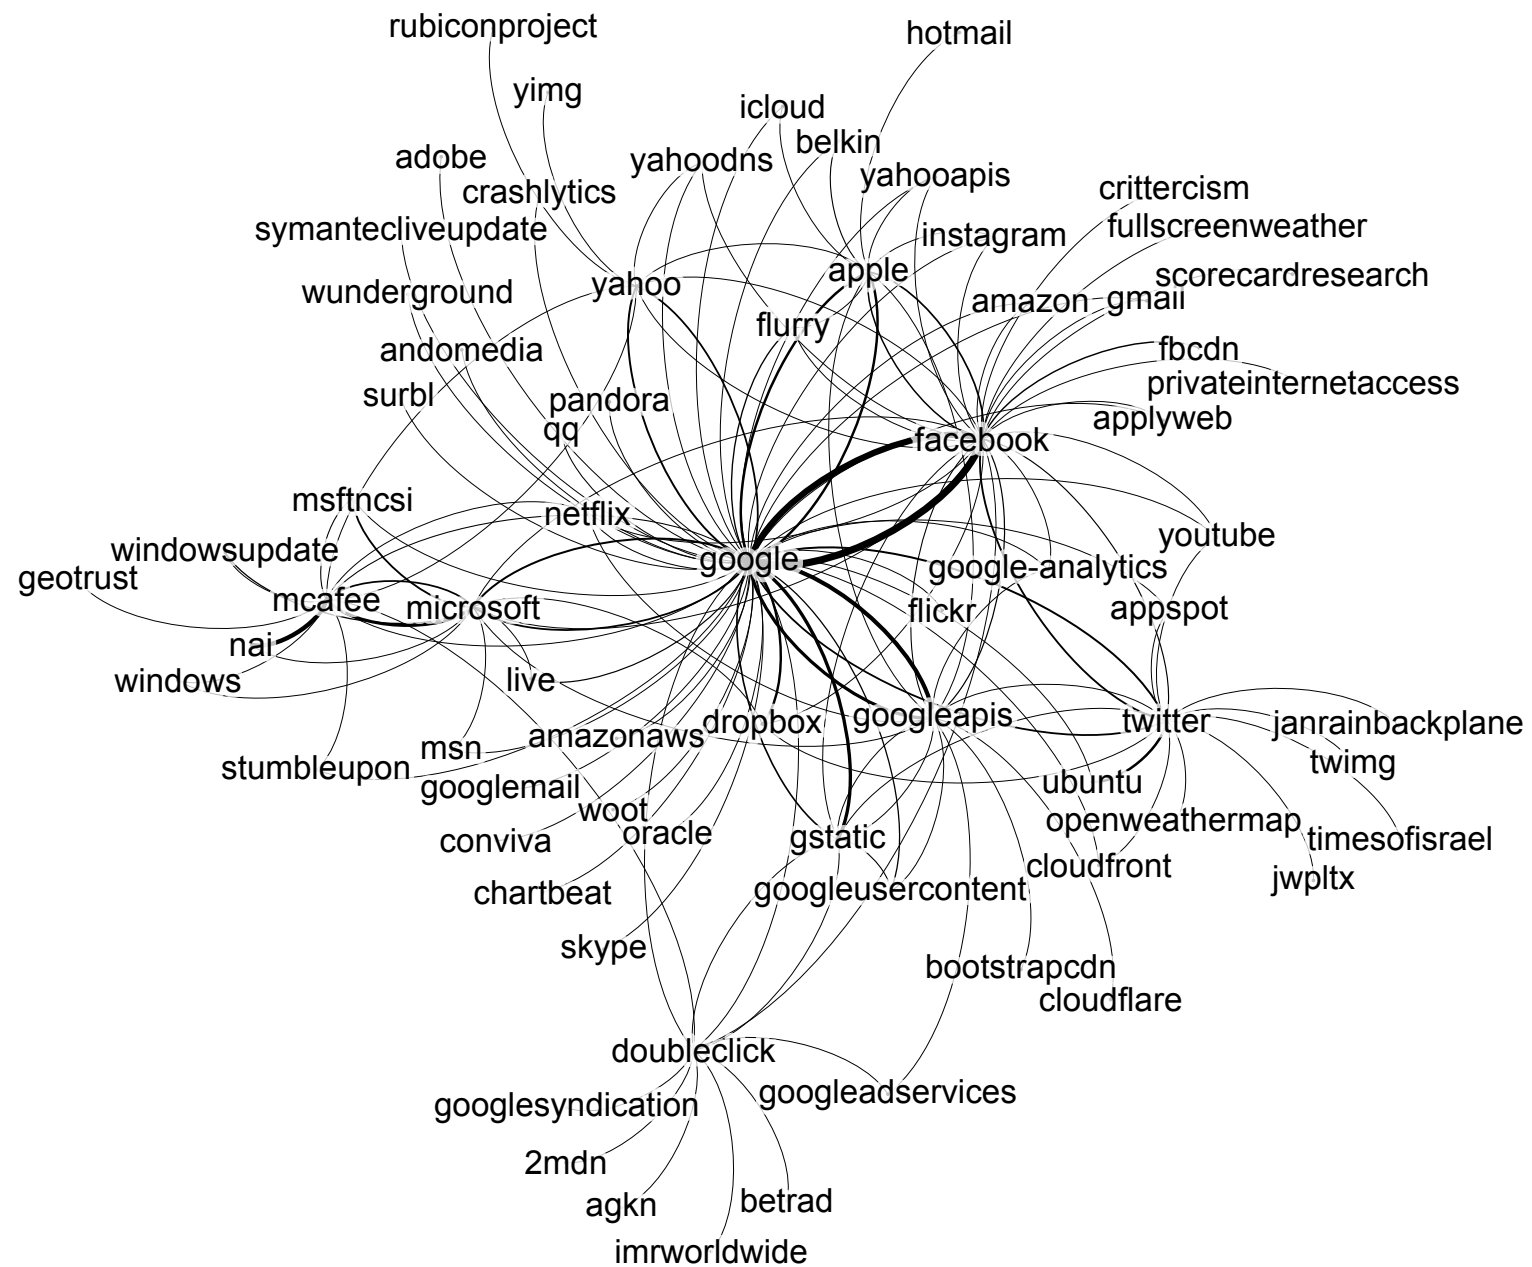 rubiconproject
hotmail
yimg
icloud
belkin
adobe
yahoodns
yahooapis
crashlytics
crittercism
symantecliveupdate
instagram
fullscreenweather
apple
scorecardresearch
yahoo
wunderground
amazon
gmail
flurry
andomedia
fbcdn
surbl
pandora
privateinternetaccess
qq
applyweb
facebook
msftncsi
netflix
youtube
windowsupdate
google
google-analytics
geotrust
mcafee
microsoft
flickr
appspot
nai
windows
live
dropbox
googleapis
twitter
janrainbackplane
amazonaws
msn
stumbleupon
twimg
googlemail
ubuntu
woot
conviva
oracle
gstatic
openweathermap
timesofisrael
cloudfront
jwpltx
chartbeat
googleusercontent
skype
bootstrapcdn
cloudflare
doubleclick
googleadservices
googlesyndication
2mdn
agkn
betrad
imrworldwide